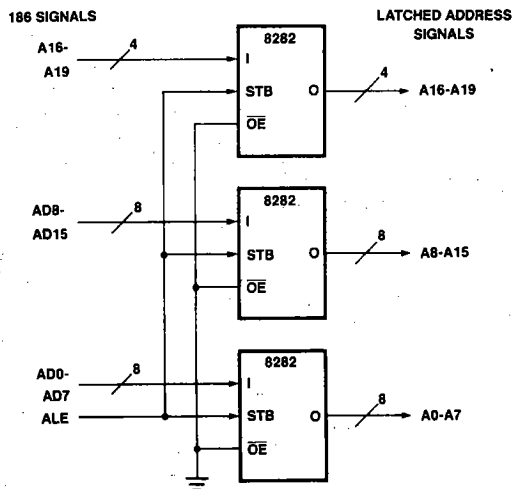 186 SIGNALS
LATCHED ADDRESS
SIGNALS
8282
A16-
A19
4
I
STB
O
4
A16-A19
OE
8282
AD8-
AD15
8
I
STB
O
8
A8-A15
OE
8282
AD0-
AD7
8
I
ALE
STB
O
8
A0-A7
OE